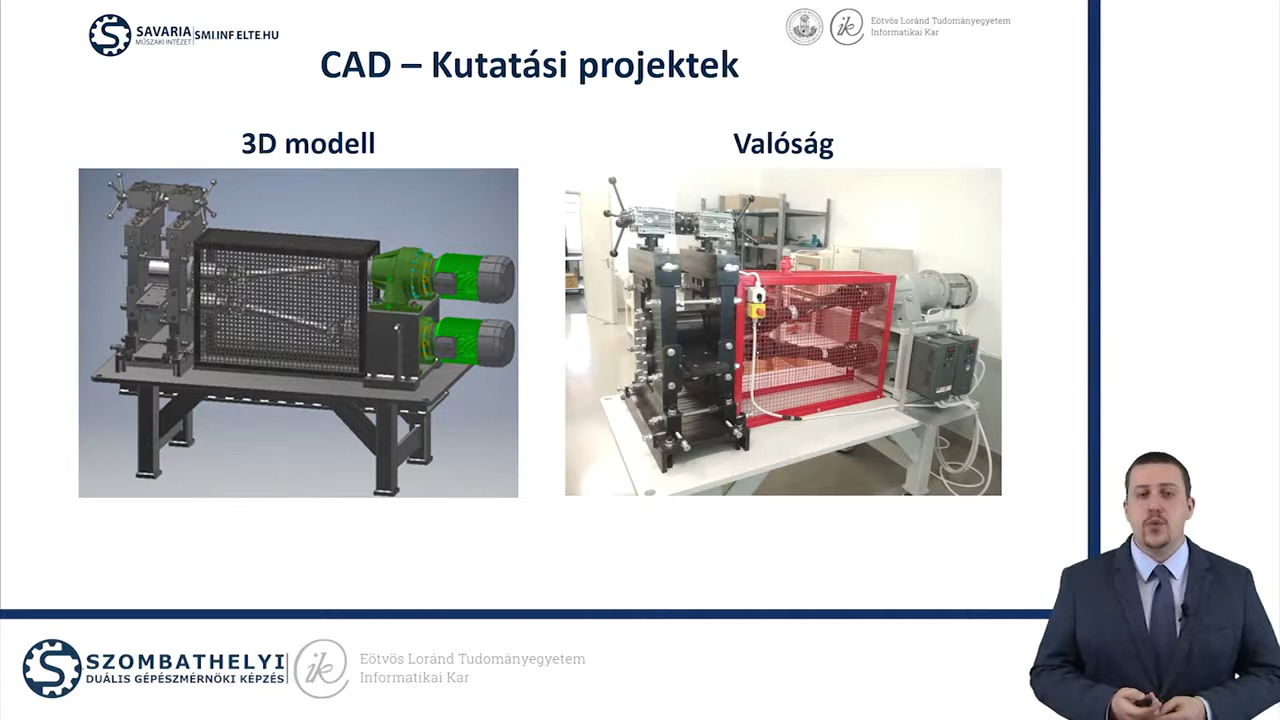 SAVARIA
MŰSZAKI INTÉZET
SMI.INF.ELTE.HU
Eötvös Loránd Tudományegyetem
Informatikai Kar
CAD – Kutatási projektek
3D modell
Valóság
SZOMBATHELYI
DUÁLIS GÉPÉSZMÉRNÖKI KÉPZÉS
ik
Eötvös Loránd Tudományegyetem
Informatikai Kar